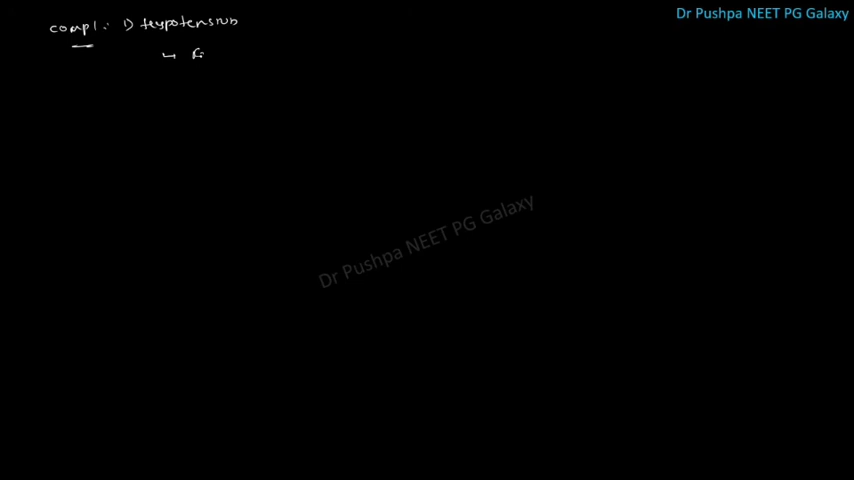 Dr Pushpa NEET PG Galaxy
compl: 1) Hypotension
↳
Dr Pushpa NEET PG Galaxy